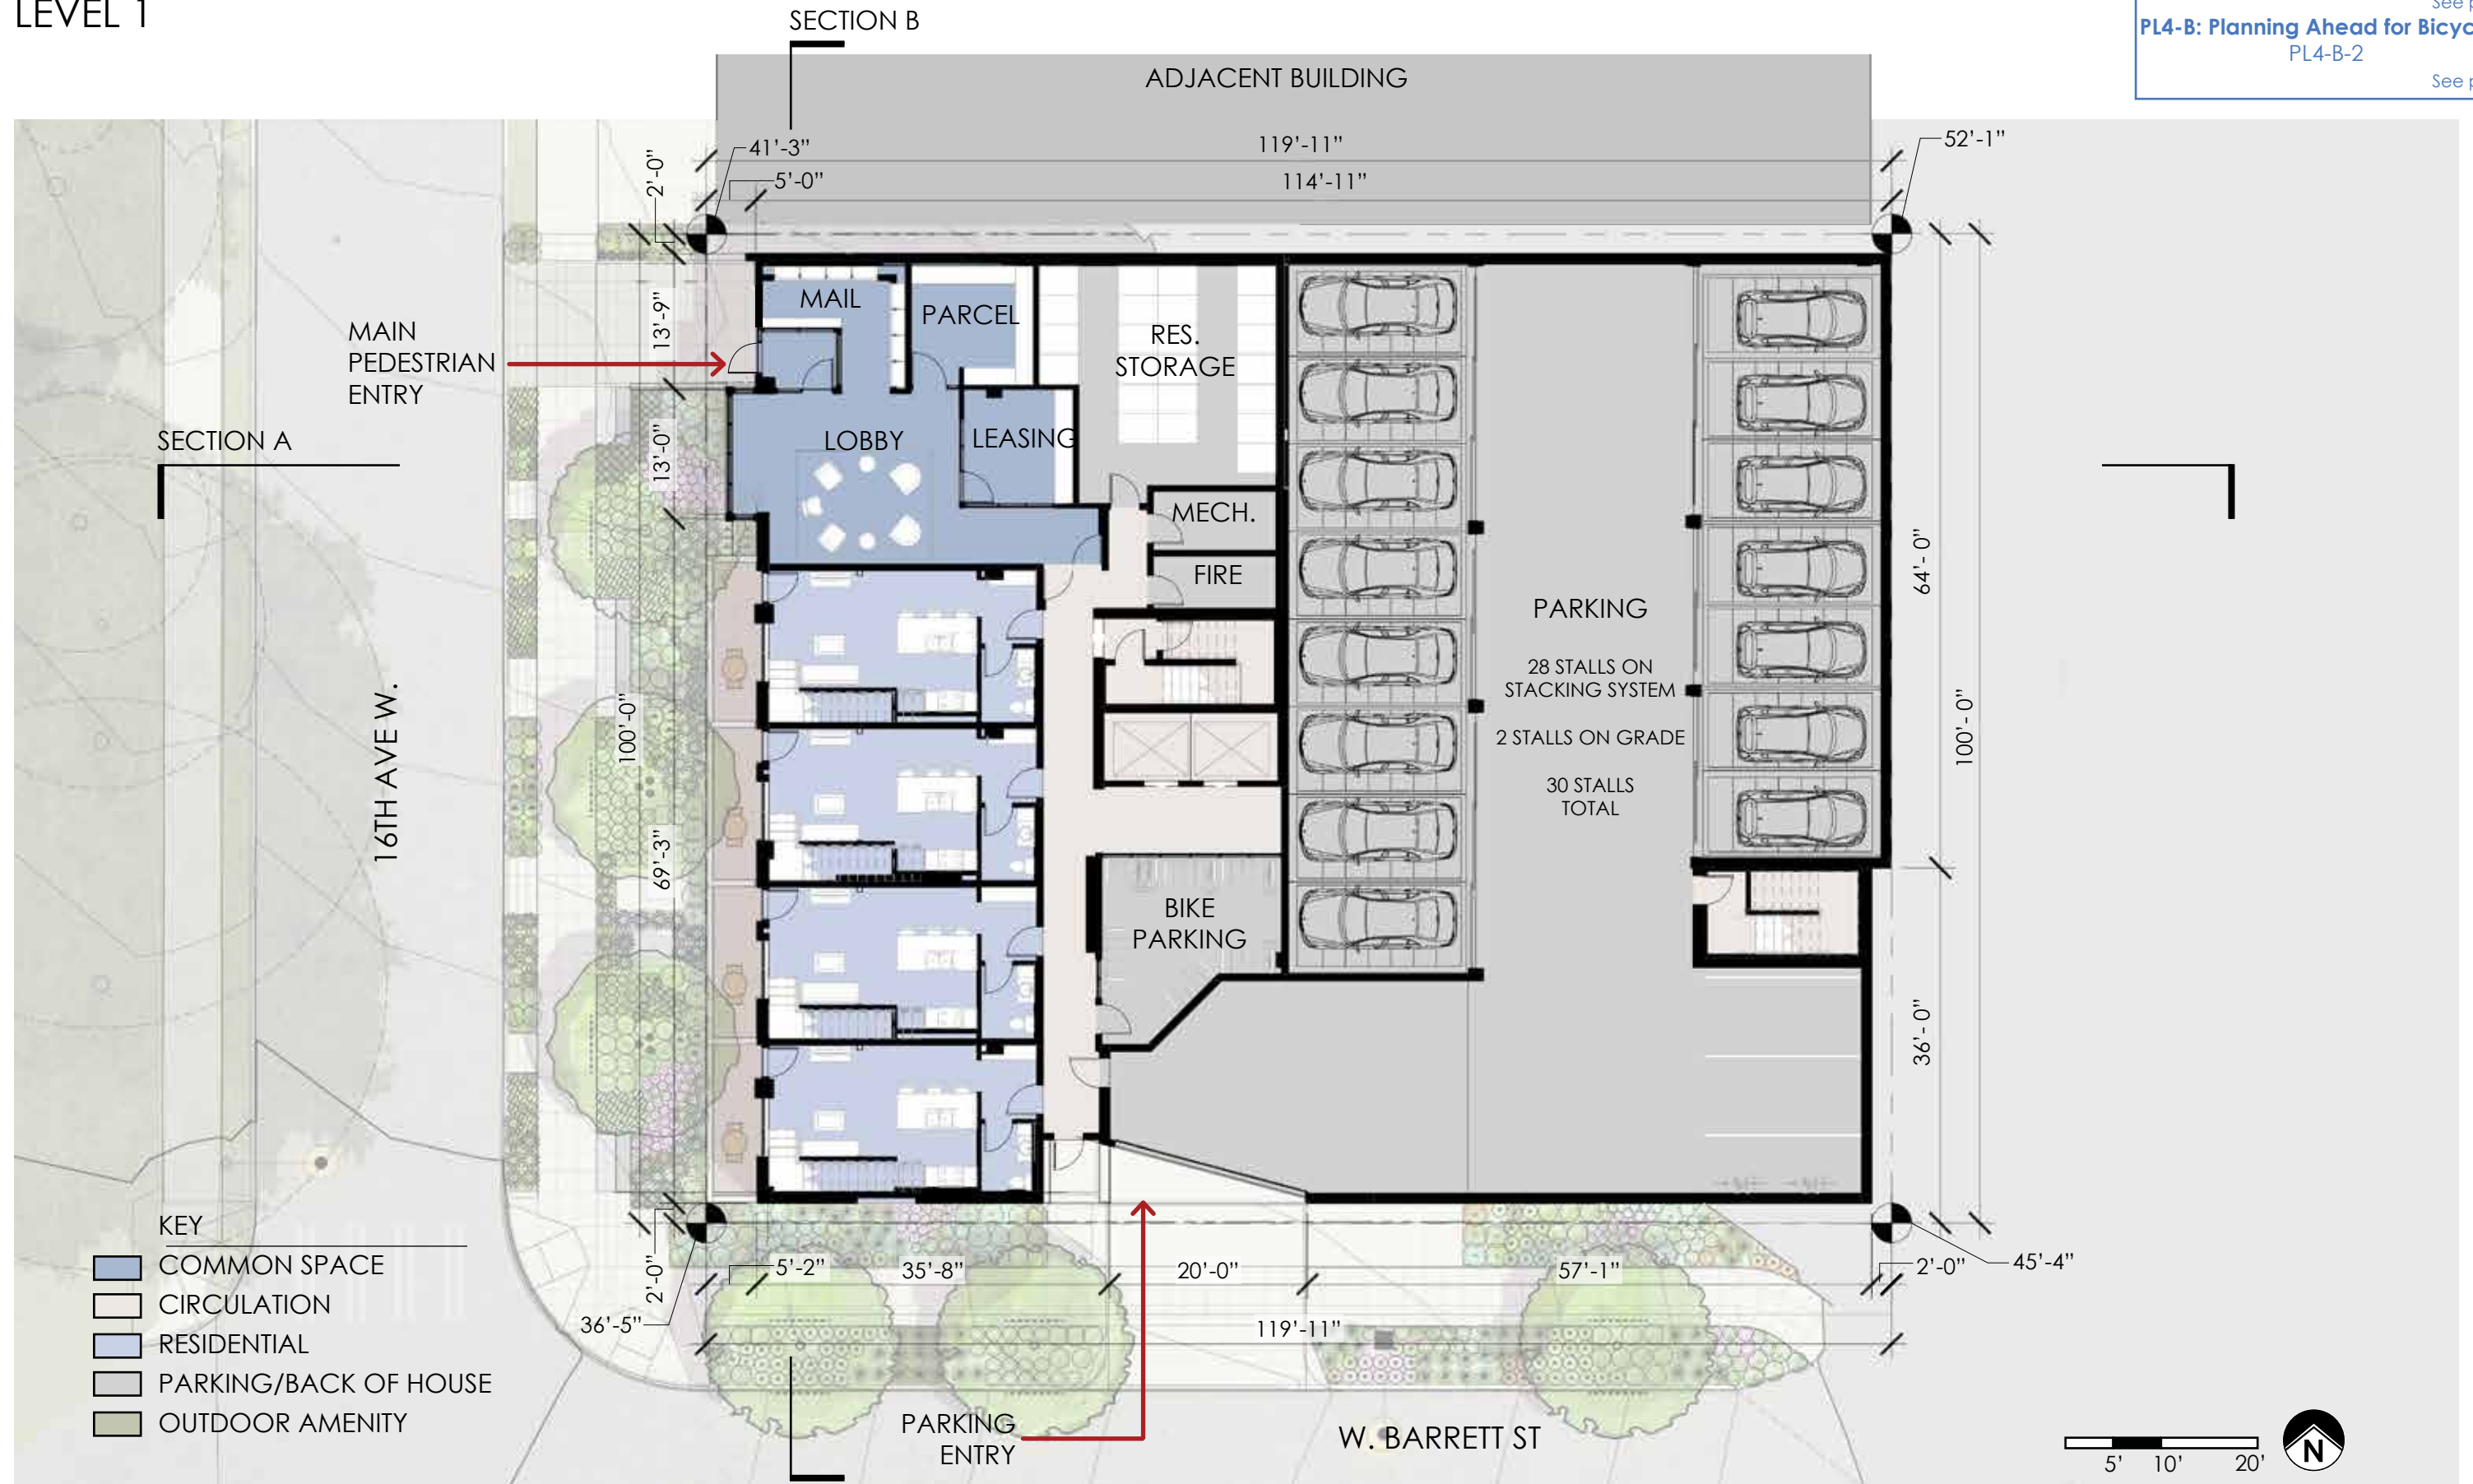 LEVEL 1
SECTION B
See p
PL4-B: Planning Ahead for Bicyc
PL4-B-2
See p
ADJACENT BUILDING
41'-3"
119'-11"
52'-1"
5'-0"
114'-11"
2'-0"
MAIL
PARCEL
RES.
STORAGE
13'-9"
MAIN
PEDESTRIAN
ENTRY
SECTION A
LOBBY
LEASING
13'-0"
MECH.
FIRE
64'- 0"
PARKING
28 STALLS ON
STACKING SYSTEM
2 STALLS ON GRADE
30 STALLS
TOTAL
16TH AVE W.
100'-0"
100'- 0"
69'-3"
BIKE
PARKING
36'- 0"
KEY
COMMON SPACE
CIRCULATION
RESIDENTIAL
PARKING/BACK OF HOUSE
OUTDOOR AMENITY
2'-0"
36'-5"
5'-2"
35'-8"
20'-0"
57'-1"
2'-0"
45'-4"
119'-11"
PARKING
ENTRY
W. BARRETT ST
5' 10' 20'
N